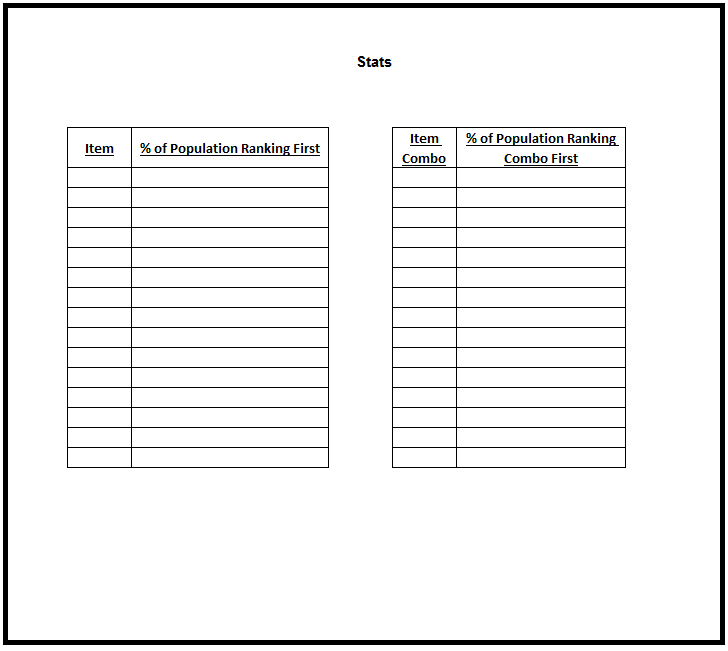 Stats
Item
% of Population Ranking First
Item
Combo
% of Population Ranking
Combo First